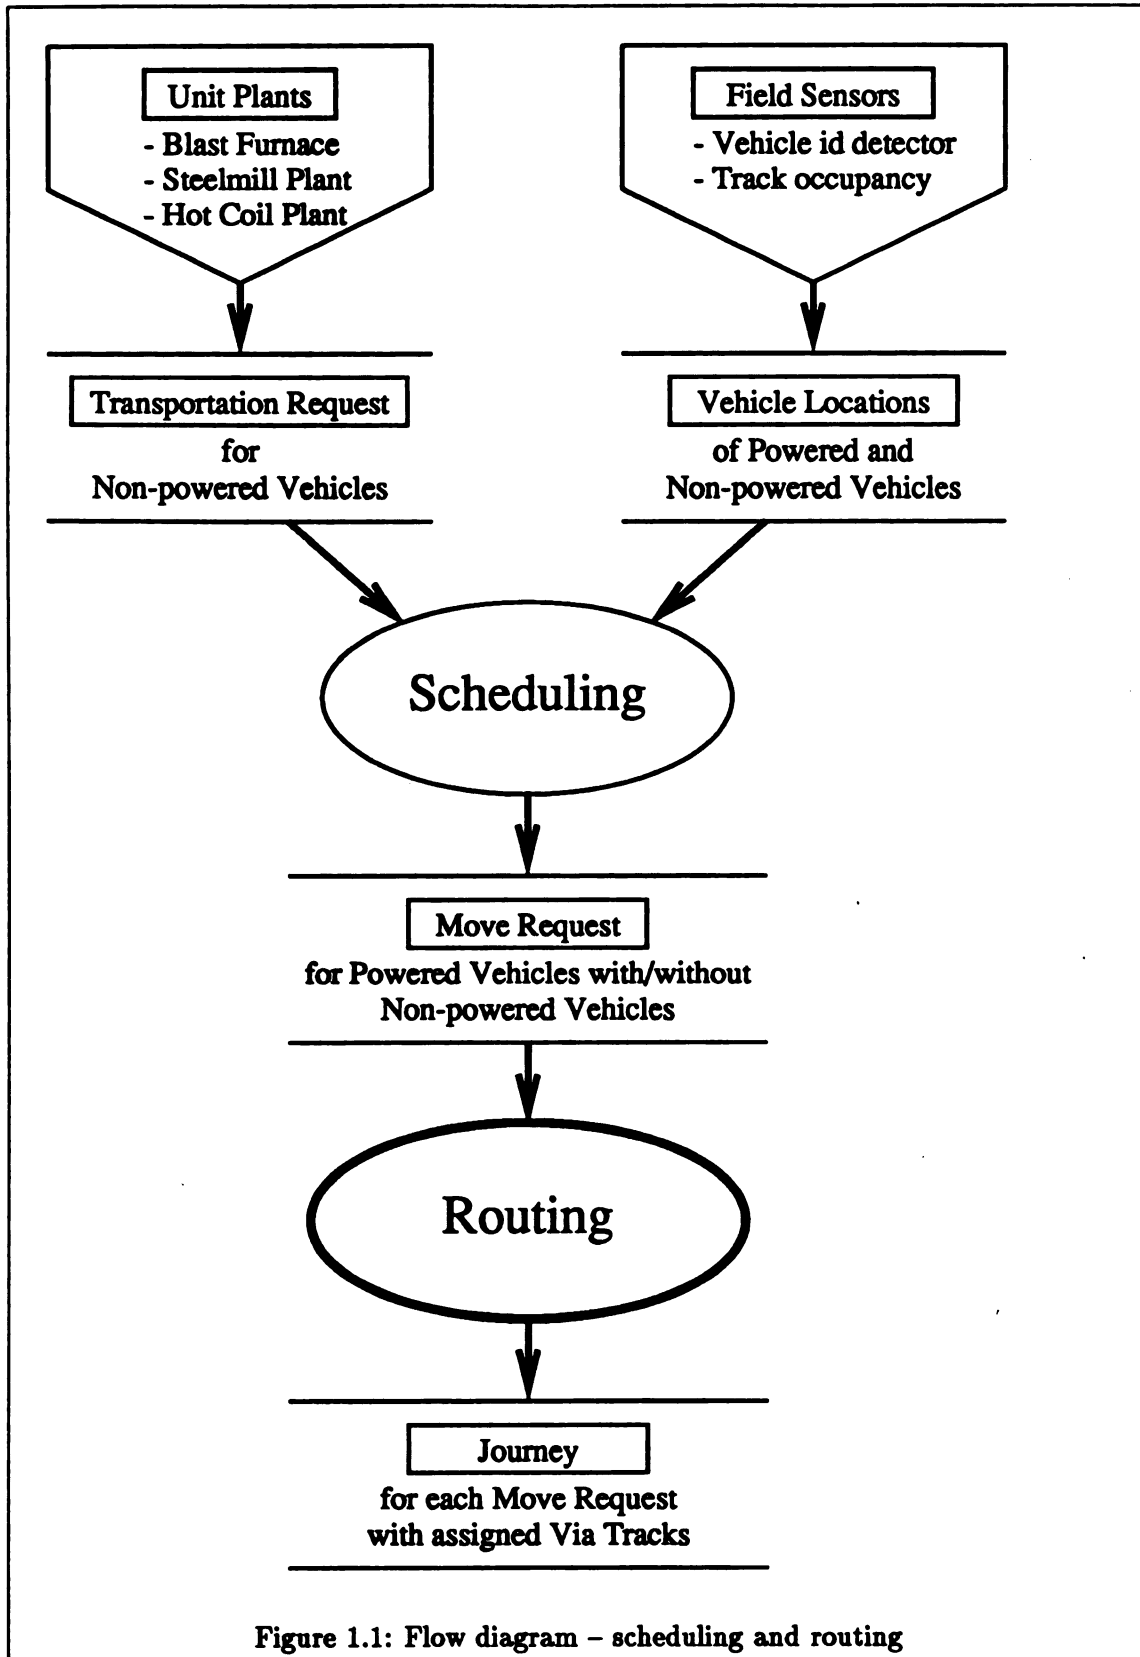 Unit Plants
- Blast Furnace
- Steelmill Plant
- Hot Coil Plant
Field Sensors
- Vehicle id detector
- Track occupancy
Transportation Request
for
Non-powered Vehicles
Vehicle Locations
of Powered and
Non-powered Vehicles
Scheduling
Move Request
for Powered Vehicles with/without
Non-powered Vehicles
Routing
Journey
for each Move Request
with assigned Via Tracks
Figure 1.1: Flow diagram – scheduling and routing